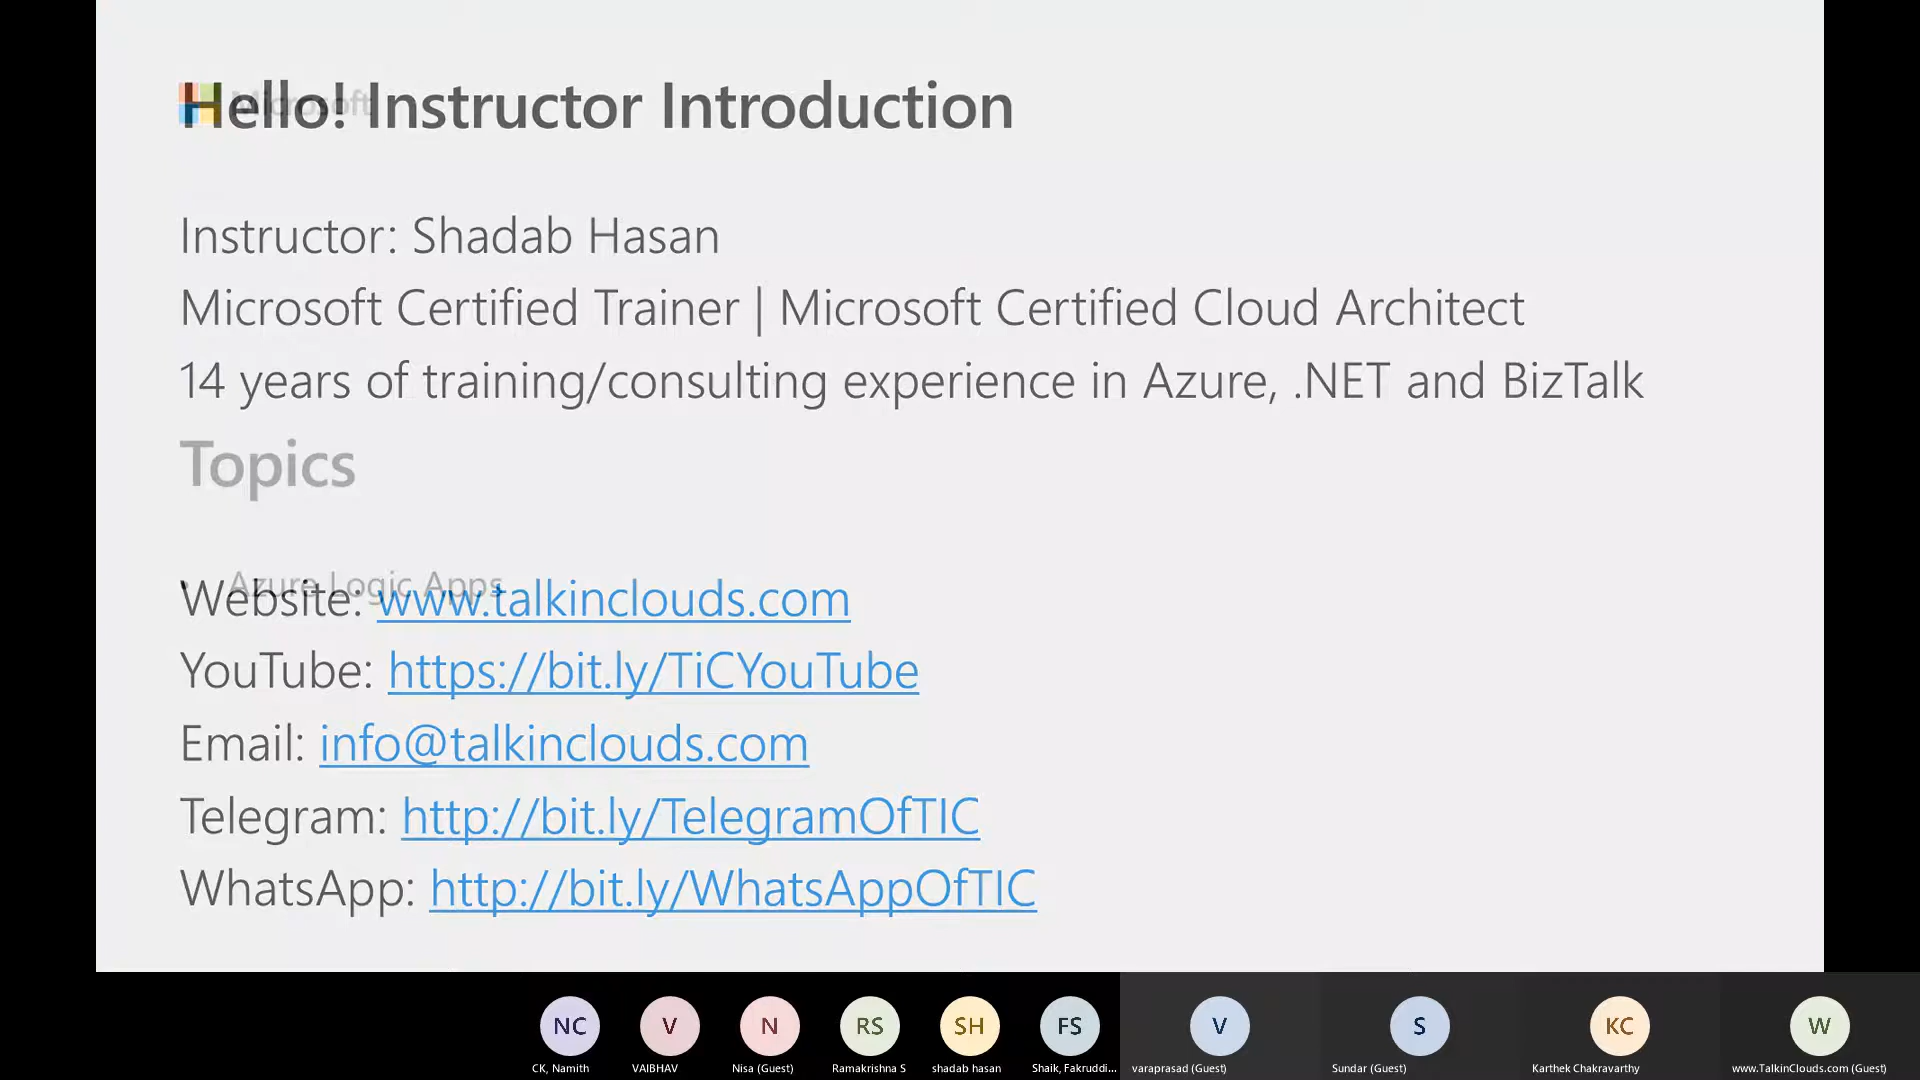 Microsoft
Hello! Instructor Introduction
Instructor: Shadab Hasan
Microsoft Certified Trainer | Microsoft Certified Cloud Architect
14 years of training/consulting experience in Azure, .NET and BizTalk
Topics
• Azure Logic Apps
Website: www.talkinclouds.com
YouTube: https://bit.ly/TiCYouTube
Email: info@talkinclouds.com
Telegram: http://bit.ly/TelegramOfTIC
WhatsApp: http://bit.ly/WhatsAppOfTIC
NC V N RS SH FS V S KC W
CK, Namith VAIBHAV Nisa (Guest) Ramakrishna S shadab hasan Shaik, Fakruddi... varaprasad (Guest) Sundar (Guest) Karthek Chakravarthy www.TalkinClouds.com (Guest)